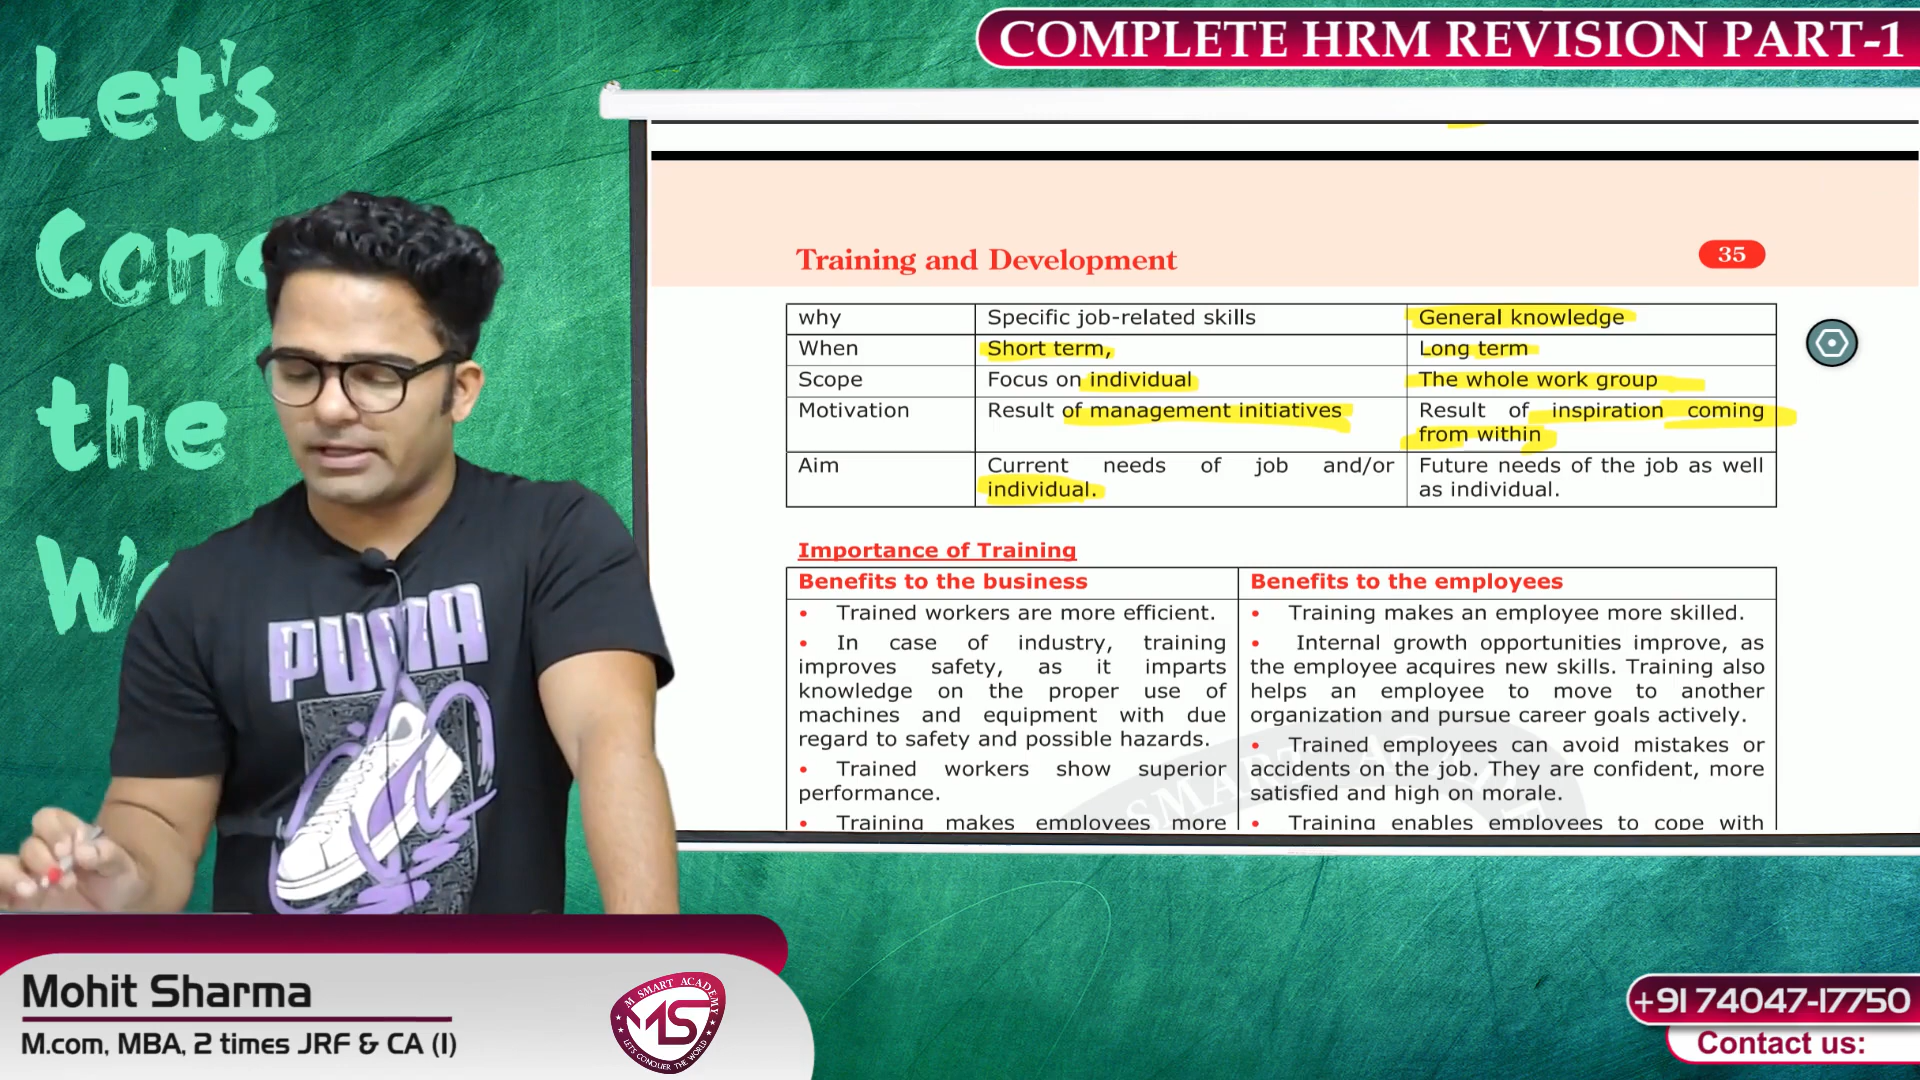 COMPLETE HRM REVISION PART-1
Let's
the
Training and Development
35
why Specific job-related skills General knowledge
When Short term, Long term
Scope Focus on individual The whole work group
Motivation Result of management initiatives Result of inspiration coming
from within
Aim Current needs of job and/or Future needs of the job as well
individual. as individual.
Importance of Training
Benefits to the business
• Trained workers are more efficient.
• In case of industry, training
improves safety, as it imparts
knowledge on the proper use of
machines and equipment with due
regard to safety and possible hazards.
• Trained workers show superior
performance.
• Training makes employees more
Benefits to the employees
• Training makes an employee more skilled.
• Internal growth opportunities improve, as
the employee acquires new skills. Training also
helps an employee to move to another
organization and pursue career goals actively.
• Trained employees can avoid mistakes or
accidents on the job. They are confident, more
satisfied and high on morale.
• Training enables employees to cope with
SMART
PUMA
Mohit Sharma
M.com, MBA, 2 times JRF & CA (I)
M SMART ACADEMY
MS
LET'S CONQUER THE WORLD
+91 74047-17750
Contact us: